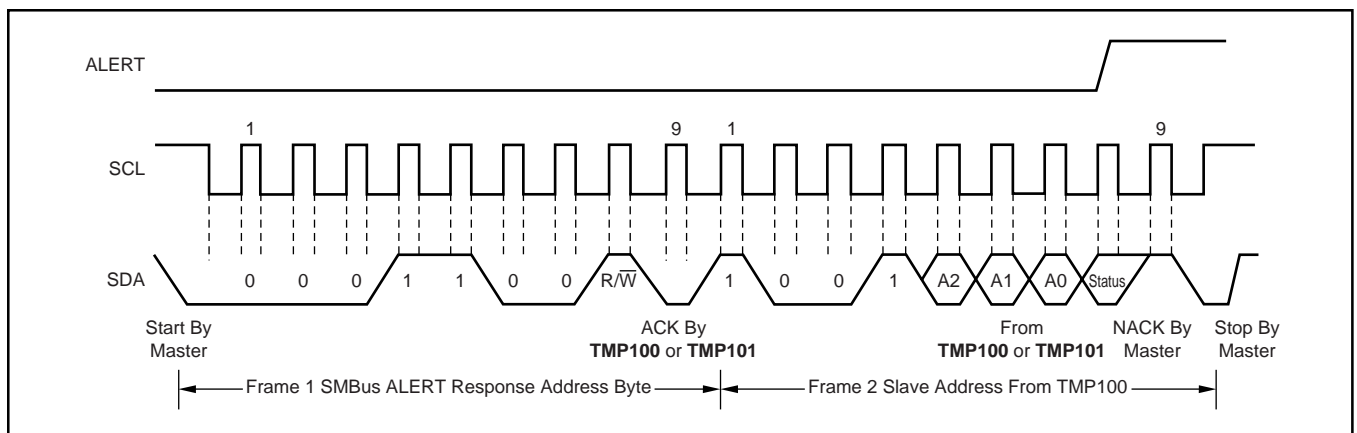 ALERT
1 9 1 9
SCL
SDA 0 0 0 1 1 0 0 R/W̅ 1 0 0 1 A2 A1 A0 Status
Start By Master
ACK By TMP100 or TMP101
From TMP100 or TMP101
NACK By Master
Stop By Master
Frame 1 SMBus ALERT Response Address Byte
Frame 2 Slave Address From TMP100